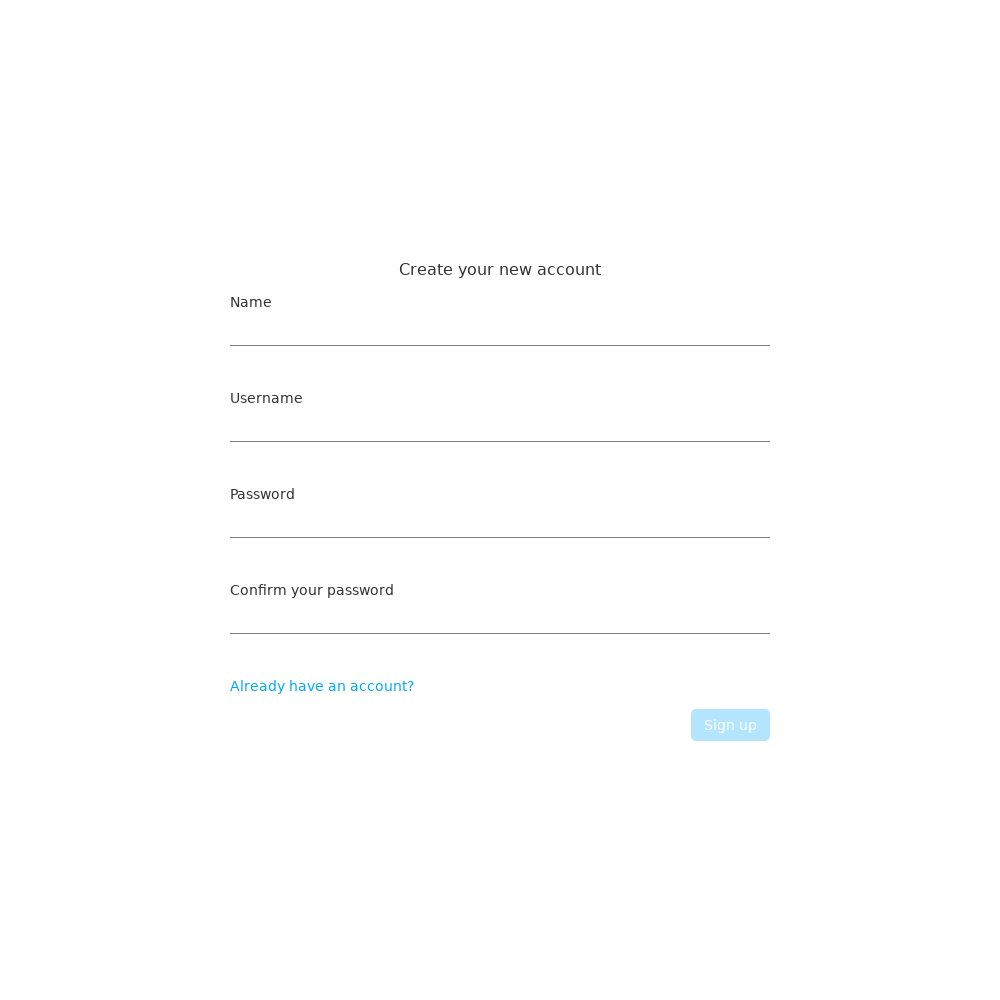 Create your new account
Name
Username
Password
Confirm your password
Already have an account?
Sign up